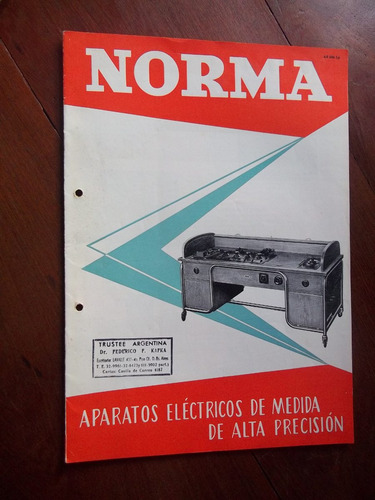 NORMA
TRUSTEE ARGENTINA
Dr. FEDERICO F. KIPKA
APARATOS ELÉCTRICOS DE MEDIDA
DE ALTA PRECISIÓN